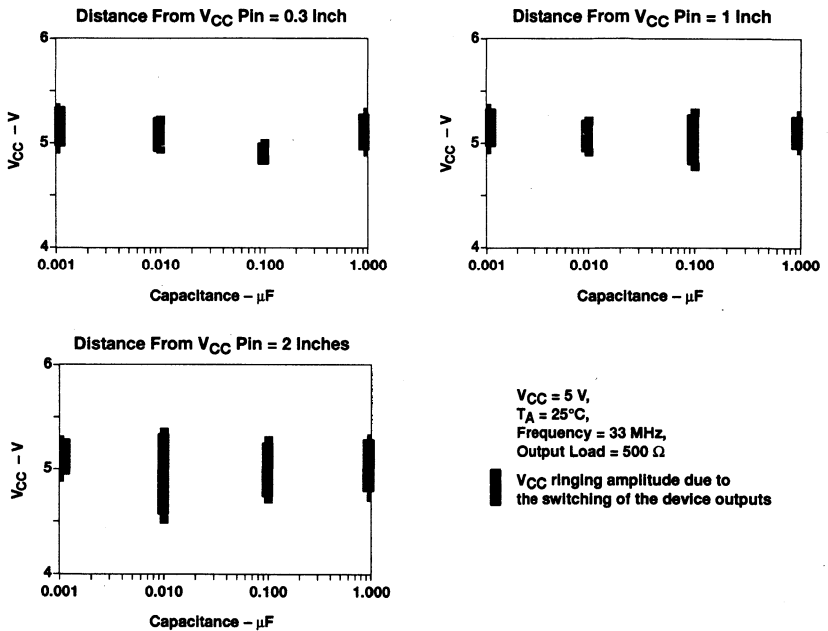 Distance From VCC Pin = 0.3 Inch
6
5
4
VCC – V
0.001 0.010 0.100 1.000
Capacitance – μF
Distance From VCC Pin = 1 Inch
6
5
4
VCC – V
0.001 0.010 0.100 1.000
Capacitance – μF
Distance From VCC Pin = 2 Inches
6
5
4
VCC – V
0.001 0.010 0.100 1.000
Capacitance – μF
VCC = 5 V,
TA = 25°C,
Frequency = 33 MHz,
Output Load = 500 Ω
VCC ringing amplitude due to
the switching of the device outputs